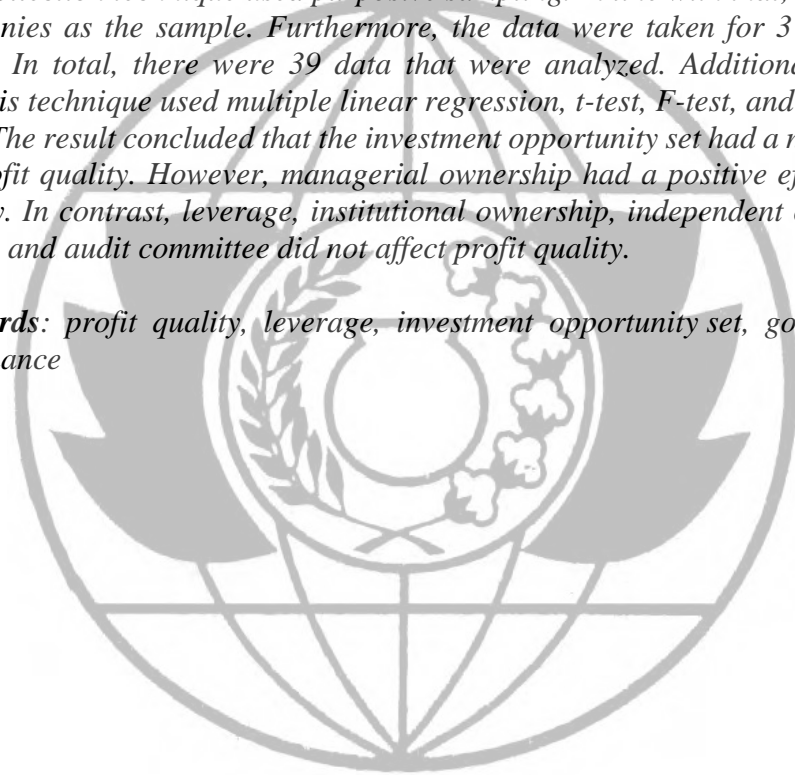 purposive sampling.
nies as the sample. Furthermore, the data were taken for 3
In total, there were 39 data that were analyzed.
is technique used multiple linear regression, t-test, F-test, and
The result concluded that the investment opportunity set had a
fit quality. However, managerial ownership had a positive
y. In contrast, leverage, institutional ownership, independent
and audit committee did not affect profit quality.
rds: profit quality, leverage, investment opportunity set,
ance